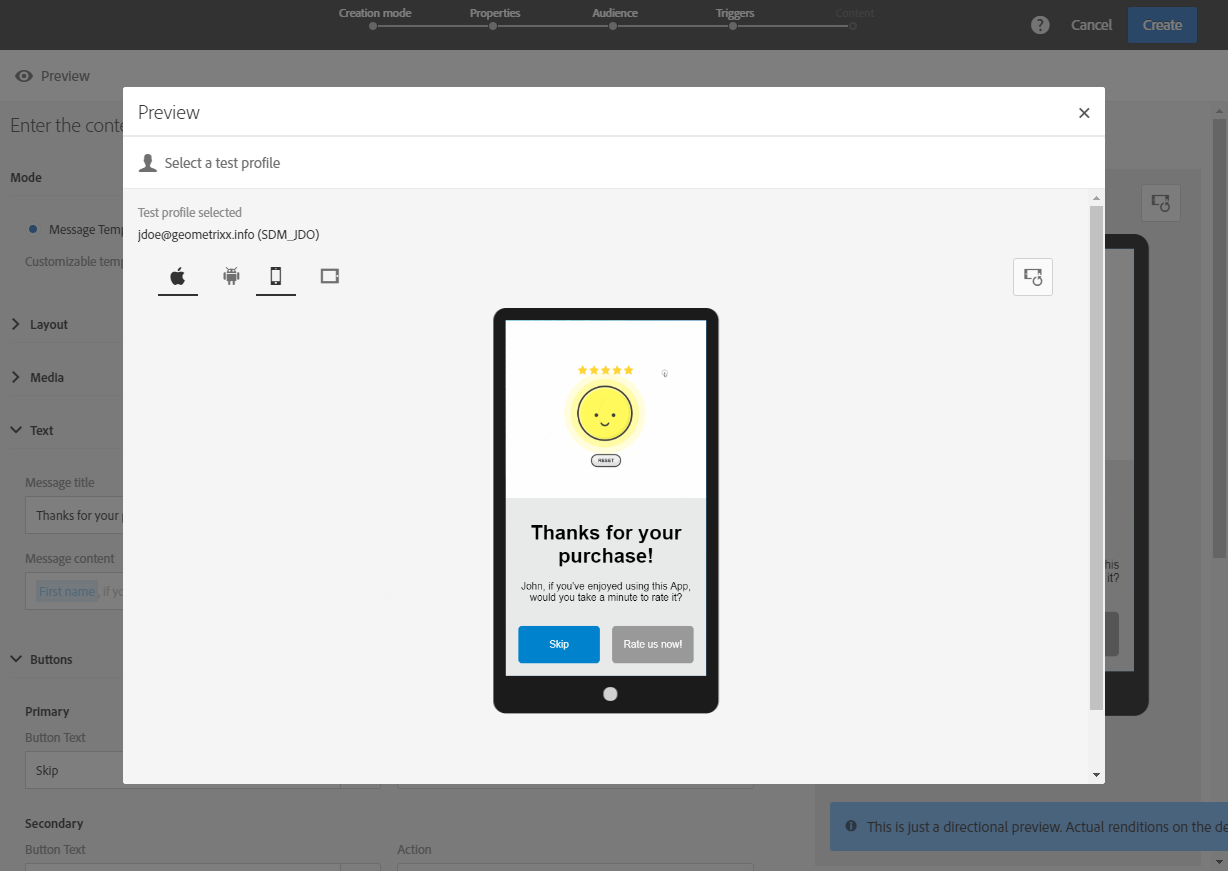 Creation mode
Properties
Audience
Triggers
Content
Cancel
Create
Preview
Enter the conte
Mode
Message Temp
Customizable temp
Layout
Media
Text
Message title
Thanks for your
Message content
First name , if yo
Buttons
Primary
Button Text
Skip
Secondary
Button Text
Action
Preview
Select a test profile
Test profile selected
jdoe@geometrixx.info (SDM_JDO)
RESET
Thanks for your
purchase!
John, if you've enjoyed using this App,
would you take a minute to rate it?
Skip
Rate us now!
his
it?
This is just a directional preview. Actual renditions on the de